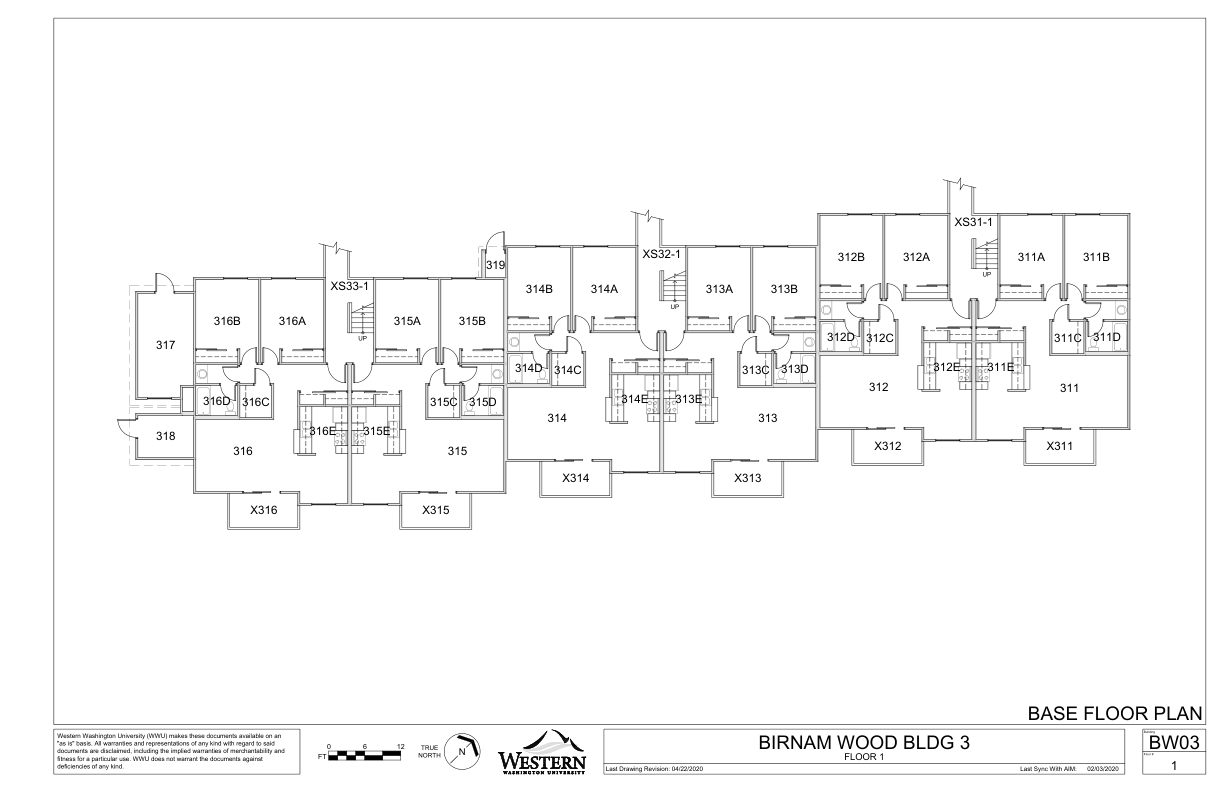 XS31-1
XS32-1
XS33-1
312B
312A
311A
311B
UP
319
314B
314A
313A
313B
UP
316B
316A
315A
315B
UP
317
312D
312C
311C
311D
314D
314C
313C
313D
312E
311E
316D
316C
315C
315D
314E
313E
312
311
314
313
316E
315E
318
316
315
X312
X311
X314
X313
X316
X315
BASE FLOOR PLAN
Western Washington University (WWU) makes these documents available on an
"as is" basis. All warranties and representations of any kind with regard to said
documents are disclaimed, including the implied warranties of merchantability and
fitness for a particular use. WWU does not warrant the documents against
deficiencies of any kind.
0 6 12
FT
TRUE
NORTH
N
WESTERN
WASHINGTON UNIVERSITY
BIRNAM WOOD BLDG 3
FLOOR 1
Last Drawing Revision: 04/22/2020
Last Sync With AIM: 02/03/2020
BW03
1